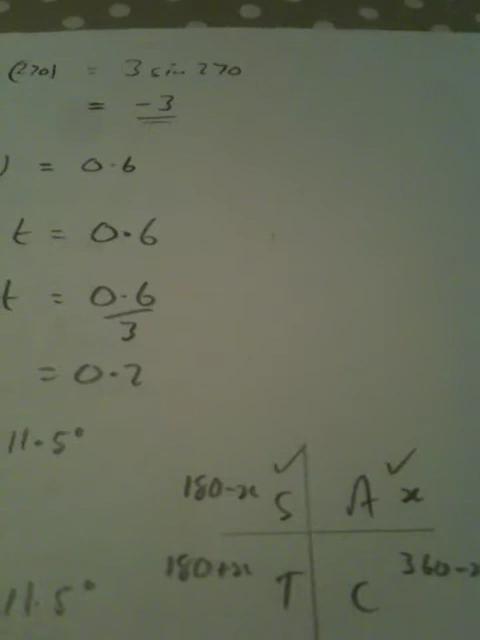 (270) = 3 sin 270
= -3
) = 0.6
t = 0.6
t = 0.6
3
= 0.2
11.5°
180-x S A x
180+x T C 360-x
11.5°